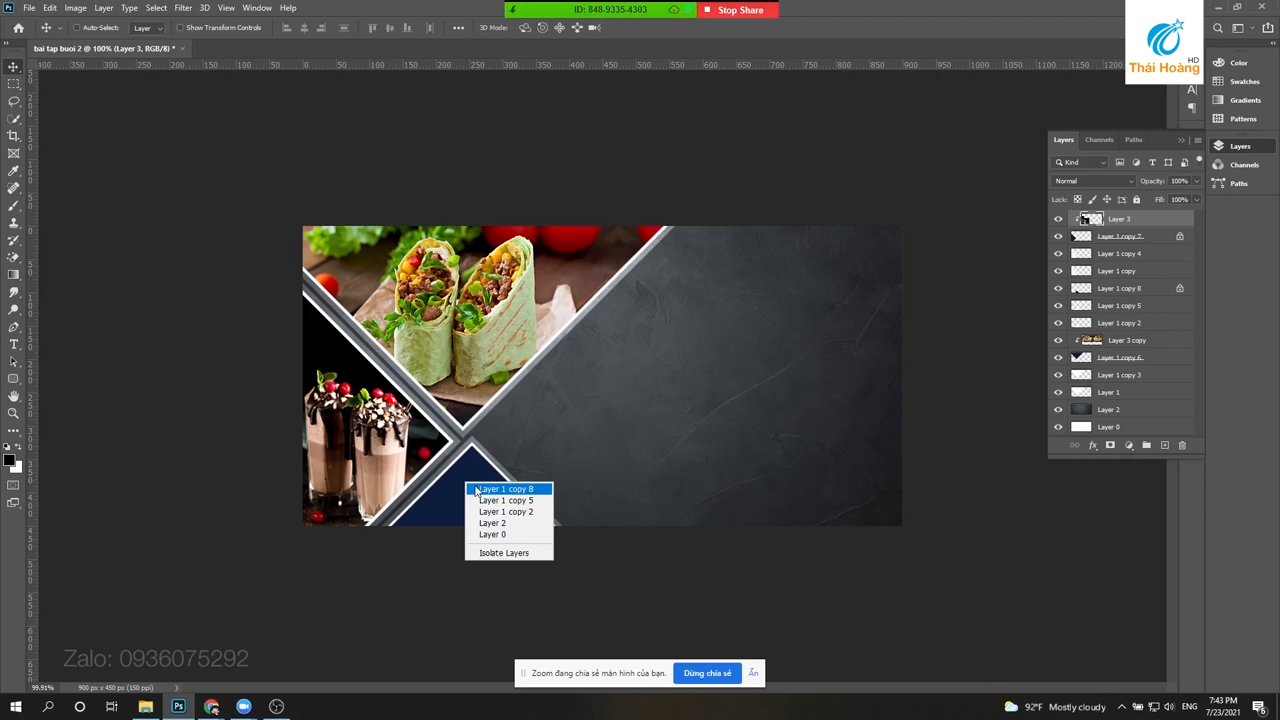 File Edit Image Layer Type Select Filter 3D View Window Help
ID: 848-9335-4303
Stop Share
Auto-Select:
Layer
Show Transform Controls
3D Mode:
bai tap buoi 2 @ 100% (Layer 3, RGB/8) *
HD
Thái Hoàng
Color
Swatches
Gradients
Patterns
Layers
Channels
Paths
Layers Channels Paths
Kind
Normal
Opacity: 100%
Lock:
Fill: 100%
Layer 3
Layer 1 copy 7
Layer 1 copy 4
Layer 1 copy
Layer 1 copy 8
Layer 1 copy 5
Layer 1 copy 2
Layer 3 copy
Layer 1 copy 6
Layer 1 copy 3
Layer 1
Layer 2
Layer 0
Layer 1 copy 8
Layer 1 copy 5
Layer 1 copy 2
Layer 2
Layer 0
Isolate Layers
Zalo: 0936075292
Zoom đang chia sẻ màn hình của bạn.
Dừng chia sẻ
Ẩn
99.91%
900 px x 450 px (150 ppi)
92°F Mostly cloudy
7:43 PM
7/23/2021